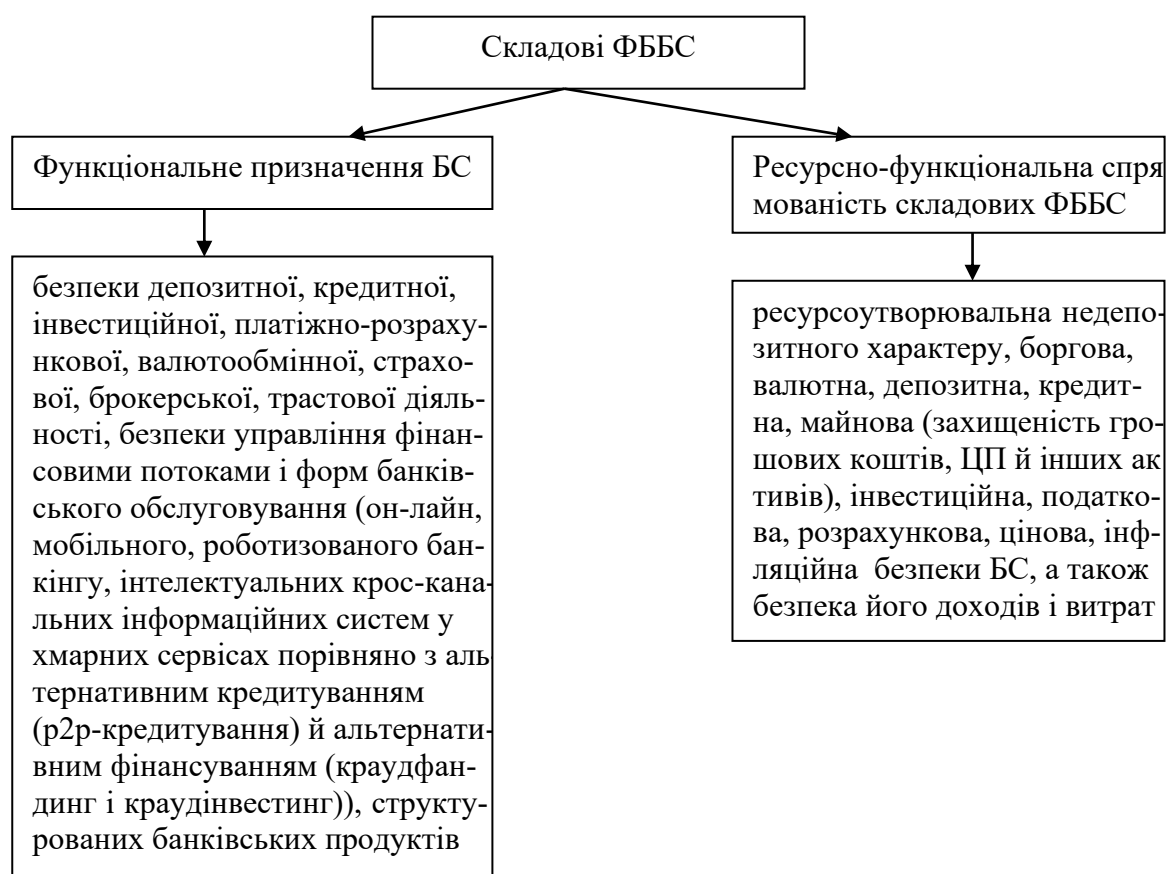 Складові ФББС
Функціональне призначення БС
Ресурсно-функціональна спря
мованість складових ФББС
безпеки депозитної, кредитної,
інвестиційної, платіжно-розраху-
нкової, валютообмінної, страхо-
вої, брокерської, трастової діяль-
ності, безпеки управління фінан-
совими потоками і форм банків-
ського обслуговування (он-лайн,
мобільного, роботизованого бан-
кінгу, інтелектуальних крос-кана-
льних інформаційних систем у
хмарних сервісах порівняно з аль-
тернативним кредитуванням
(р2р-кредитування) й альтернати-
вним фінансуванням (краудфан-
динг і краудінвестинг)), структу-
рованих банківських продуктів
ресурсоутворювальна недепо-
зитного характеру, боргова,
валютна, депозитна, кредит-
на, майнова (захищеність гро-
шових коштів, ЦП й інших ак
тивів), інвестиційна, податко-
ва, розрахункова, цінова, інф-
ляційна безпеки БС, а також
безпека його доходів і витрат